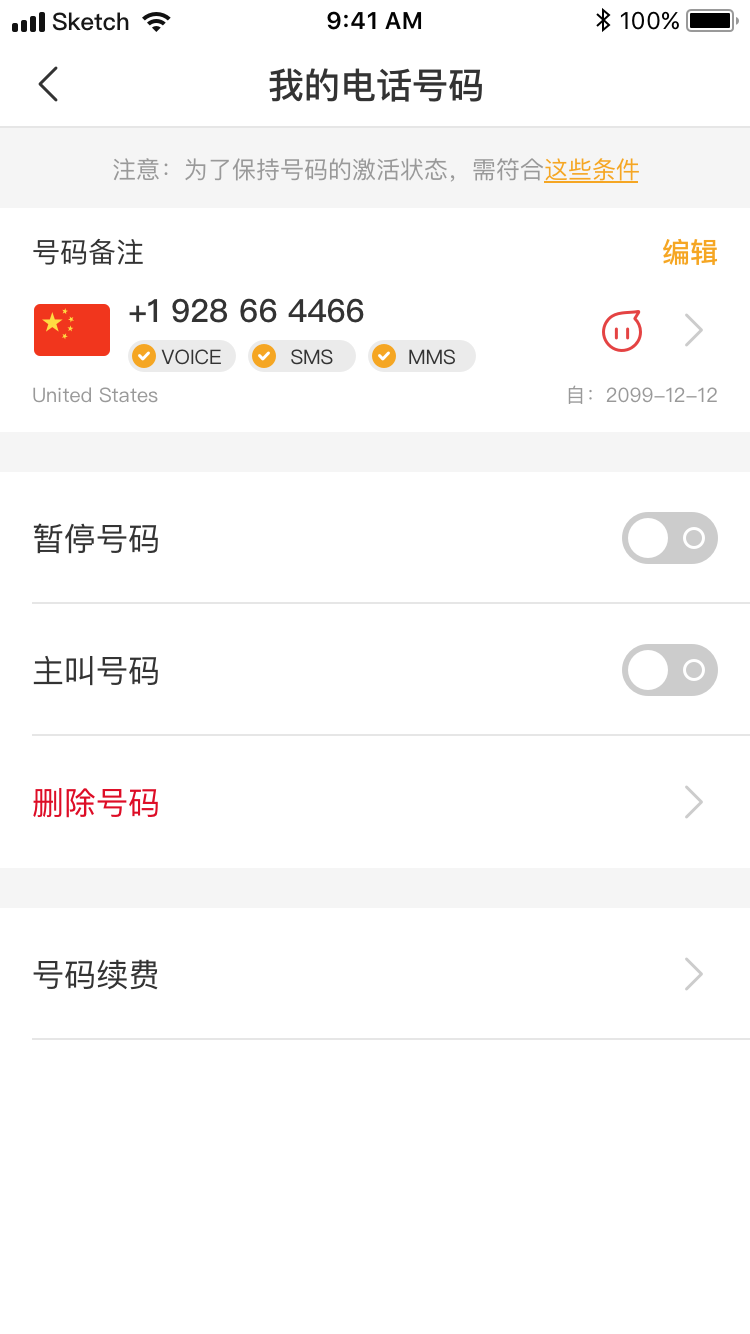 Sketch 9:41 AM 100%
我的电话号码
注意：为了保持号码的激活状态，需符合这些条件
号码备注 编辑
+1 928 66 4466
VOICE SMS MMS
United States 自：2099-12-12
暂停号码
主叫号码
删除号码
号码续费